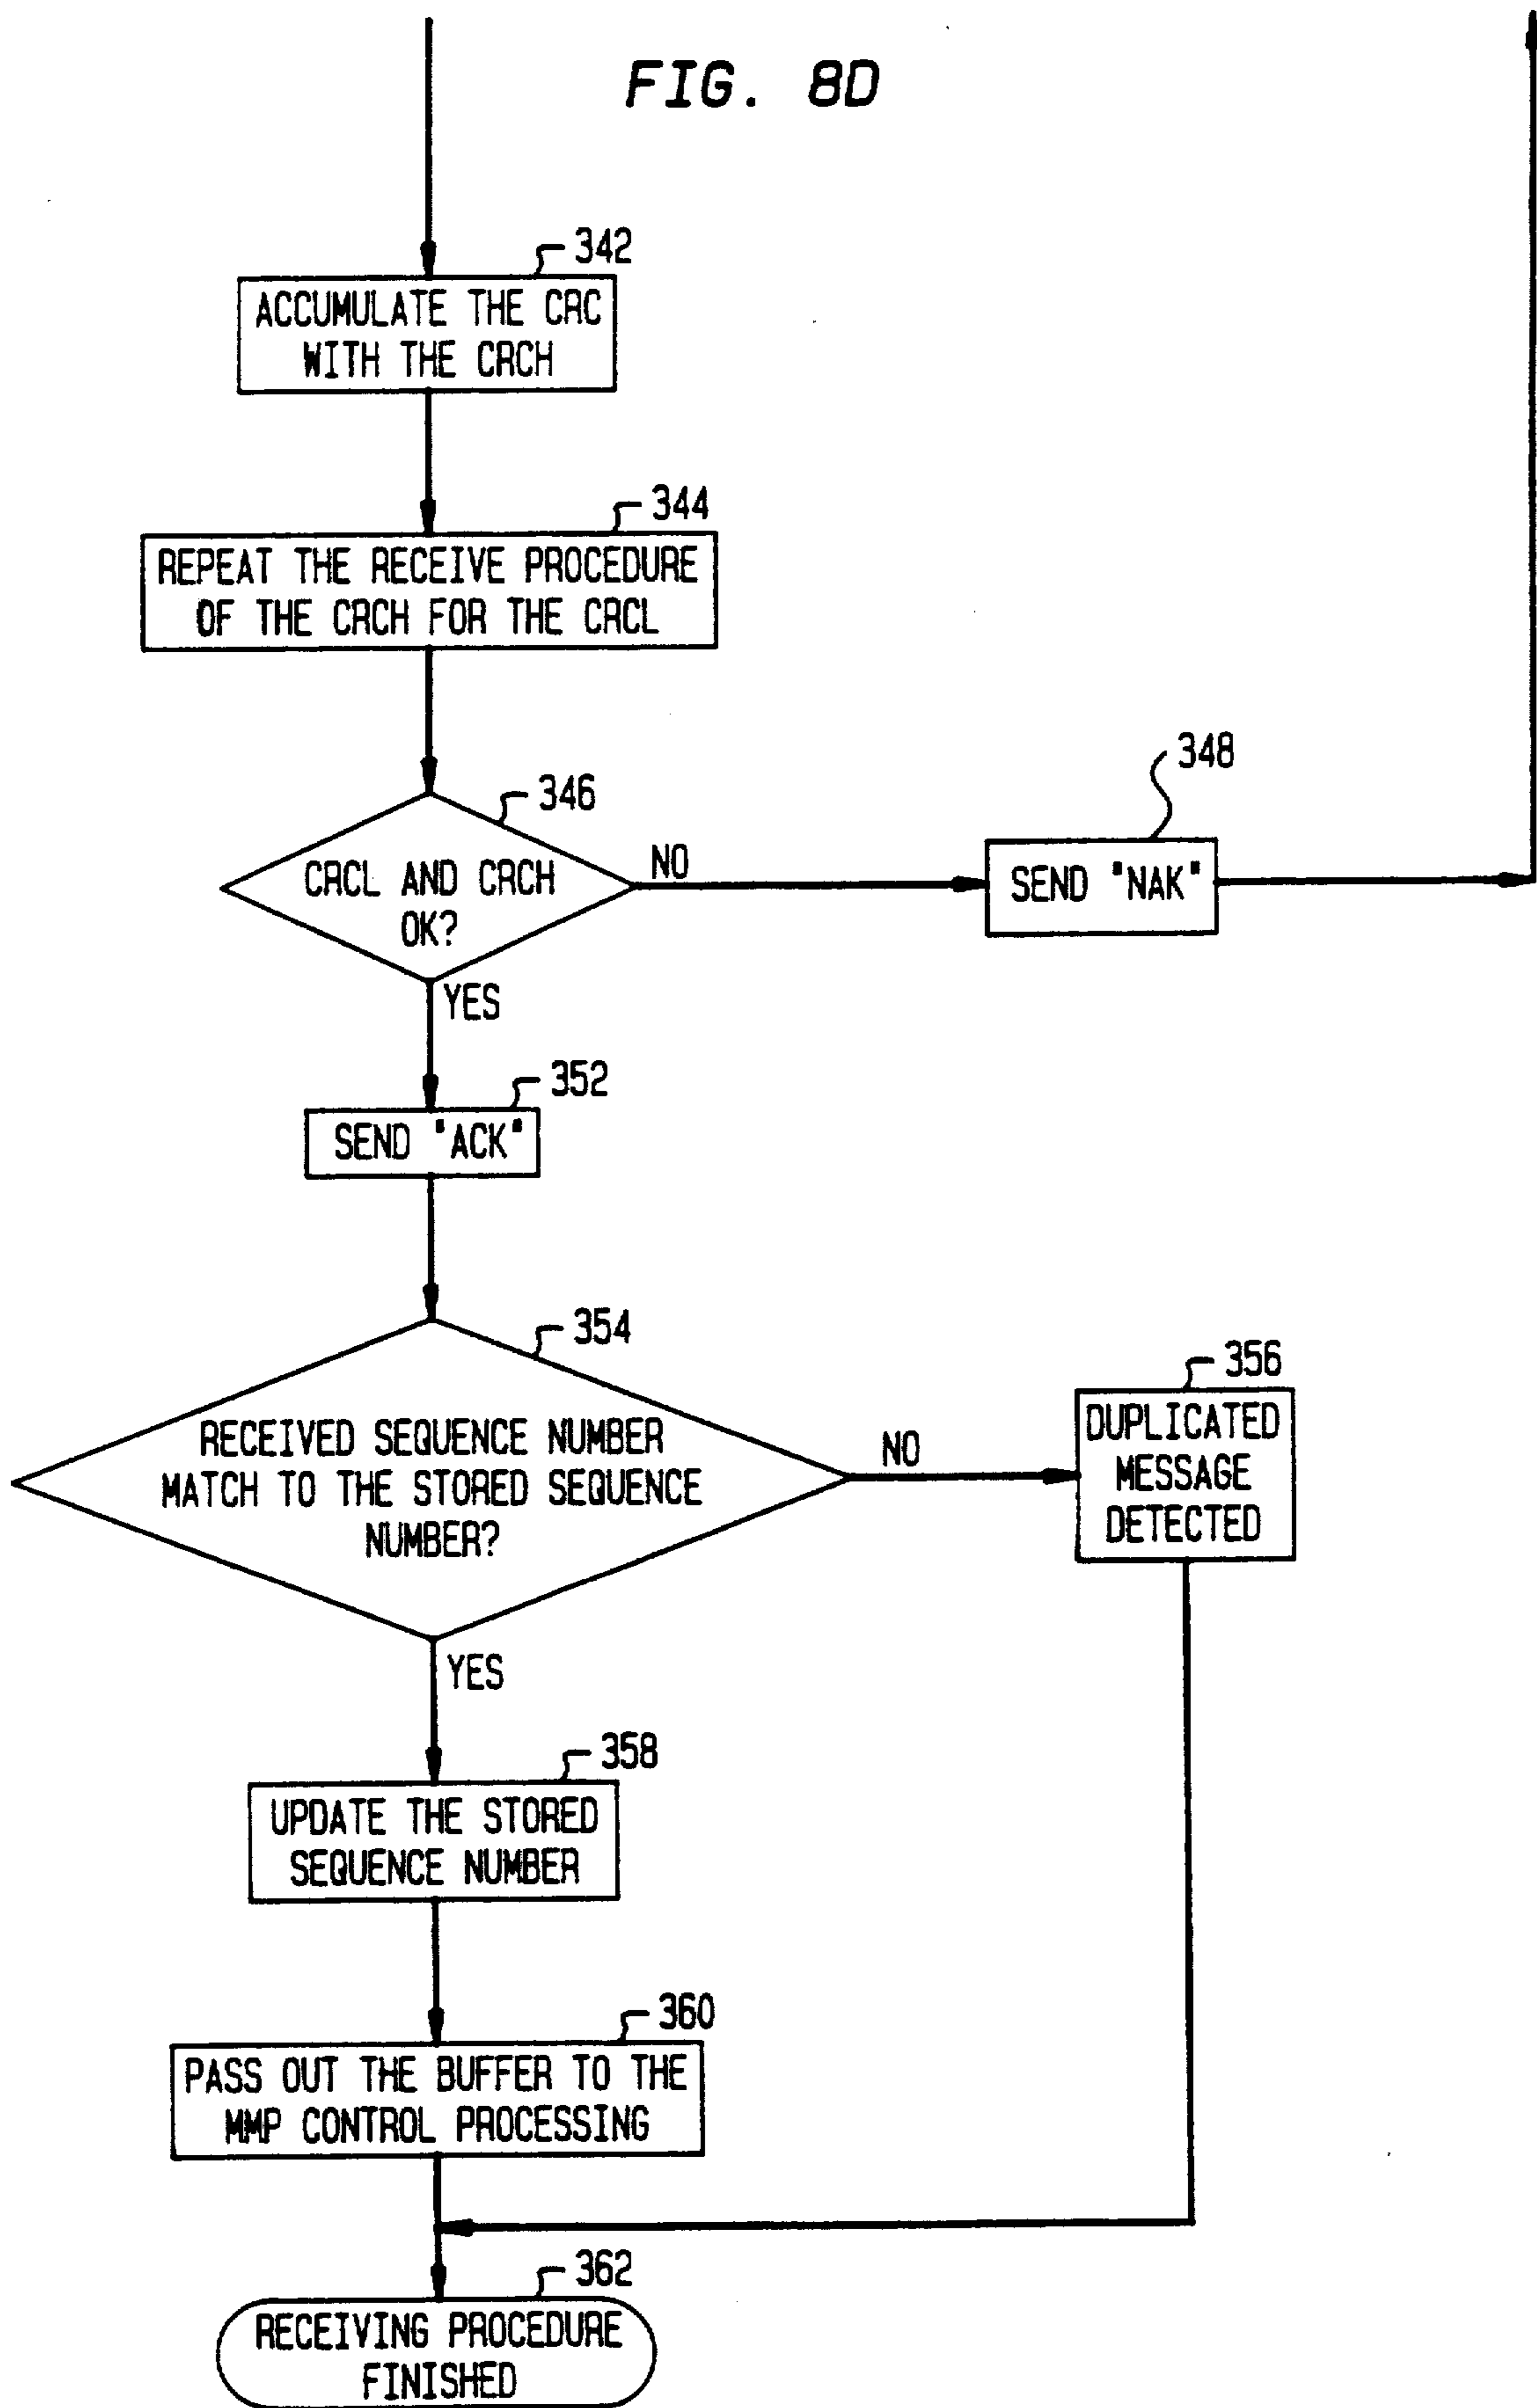 FIG. 8D
342
ACCUMULATE THE CRC
WITH THE CRCH
344
REPEAT THE RECEIVE PROCEDURE
OF THE CRCH FOR THE CRCL
346
CRCL AND CRCH
OK?
NO
348
SEND "NAK"
YES
352
SEND "ACK"
354
RECEIVED SEQUENCE NUMBER
MATCH TO THE STORED SEQUENCE
NUMBER?
NO
356
DUPLICATED
MESSAGE
DETECTED
YES
358
UPDATE THE STORED
SEQUENCE NUMBER
360
PASS OUT THE BUFFER TO THE
MMP CONTROL PROCESSING
362
RECEIVING PROCEDURE
FINISHED